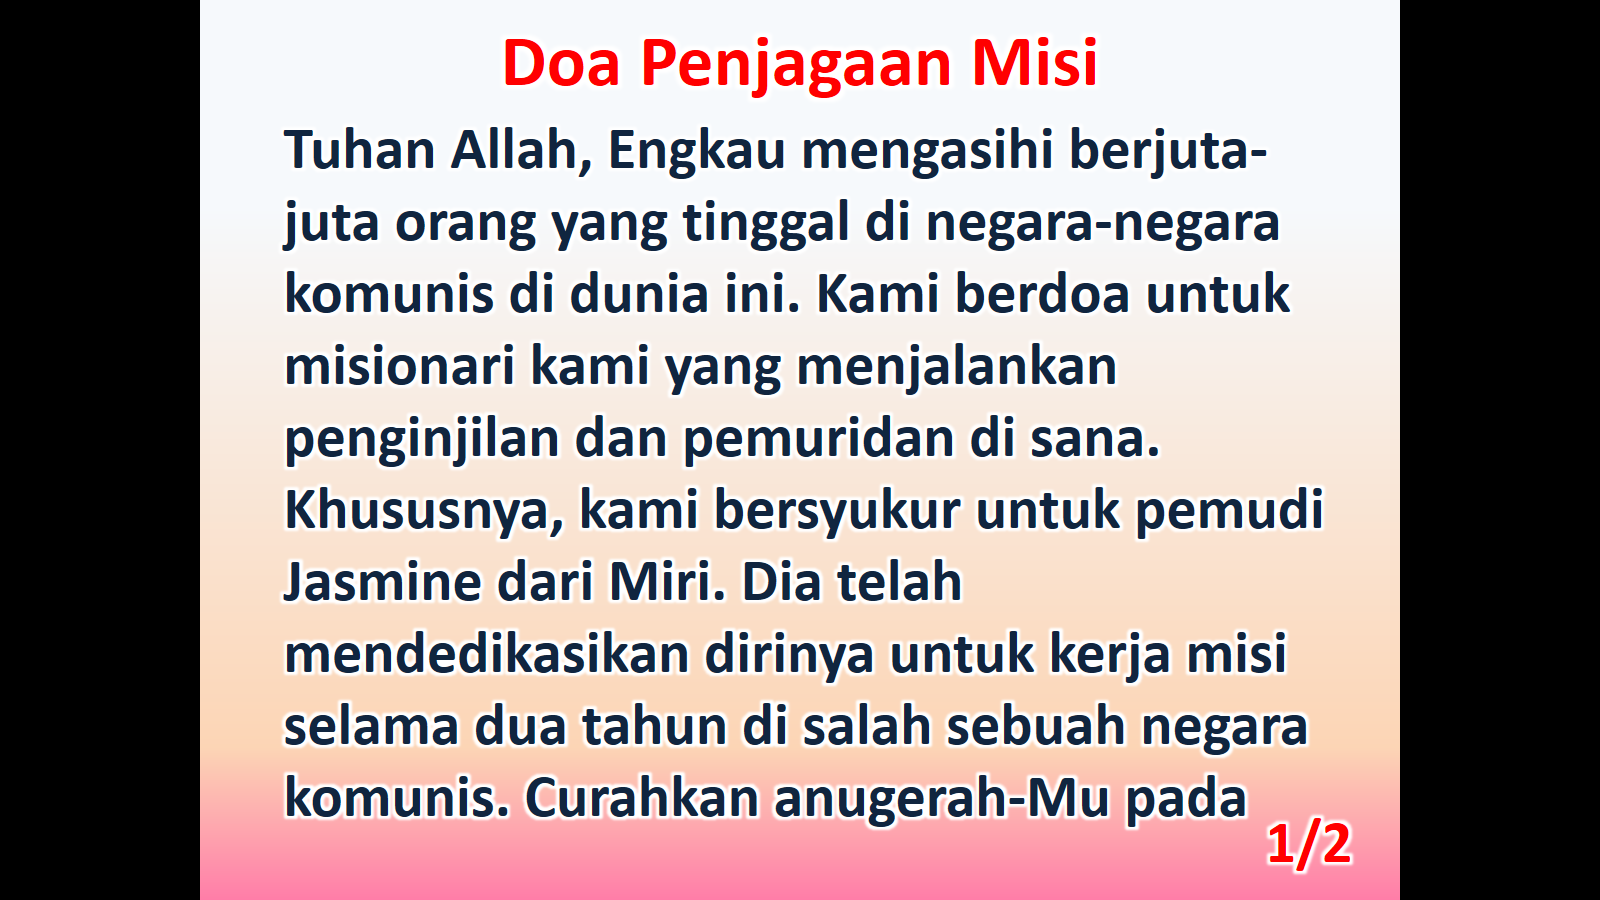 Doa Penjagaan Misi
Tuhan Allah, Engkau mengasihi berjuta-
juta orang yang tinggal di negara-negara
komunis di dunia ini. Kami berdoa untuk
misionari kami yang menjalankan
penginjilan dan pemuridan di sana.
Khususnya, kami bersyukur untuk pemudi
Jasmine dari Miri. Dia telah
mendedikasikan dirinya untuk kerja misi
selama dua tahun di salah sebuah negara
komunis. Curahkan anugerah-Mu pada
1/2